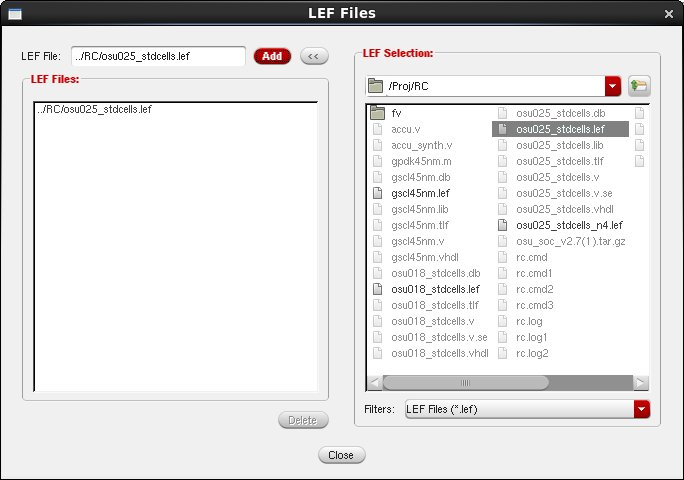 LEF Files
LEF File: ../RC/osu025_stdcells.lef Add <<
LEF Files:
../RC/osu025_stdcells.lef
Delete
LEF Selection:
/Proj/RC
fv
accu.v
accu_synth.v
gpdk45nm.m
gscl45nm.db
gscl45nm.lef
gscl45nm.lib
gscl45nm.tlf
gscl45nm.v
gscl45nm.vhdl
osu018_stdcells.db
osu018_stdcells.lef
osu018_stdcells.tlf
osu018_stdcells.v
osu018_stdcells.v.se
osu018_stdcells.vhdl
osu025_stdcells.db
osu025_stdcells.lef
osu025_stdcells.lib
osu025_stdcells.tlf
osu025_stdcells.v
osu025_stdcells.v.se
osu025_stdcells.vhdl
osu025_stdcells_n4.lef
osu_soc_v2.7(1).tar.gz
rc.cmd
rc.cmd1
rc.cmd2
rc.cmd3
rc.log
rc.log1
rc.log2
Filters: LEF Files (*.lef)
Close